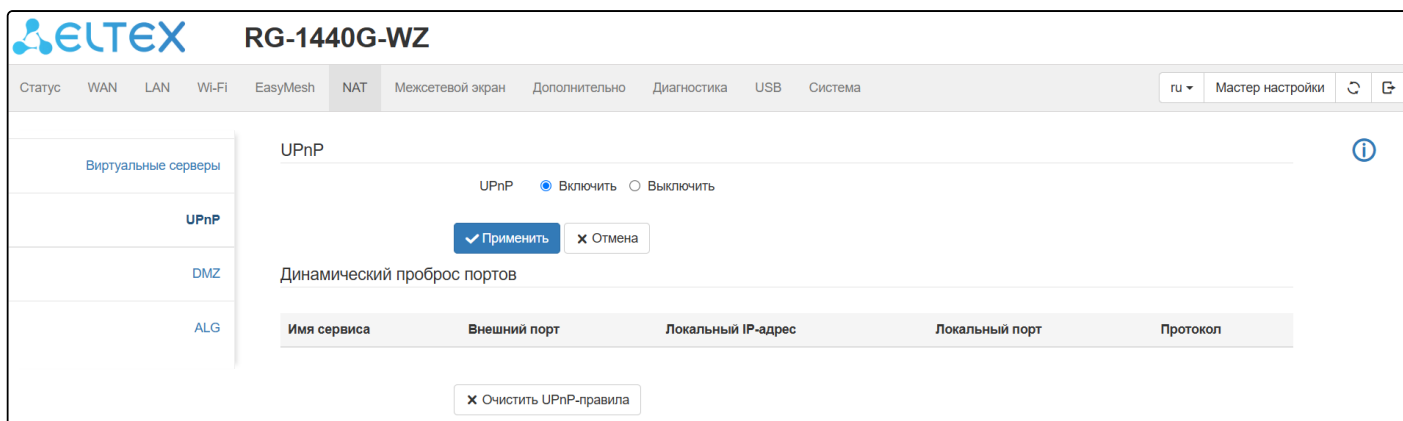 ELTEX RG-1440G-WZ
Статус WAN LAN Wi-Fi EasyMesh NAT Межсетевой экран Дополнительно Диагностика USB Система ru Мастер настройки
Виртуальные серверы
UPnP
DMZ
ALG
UPnP
UPnP Включить Выключить
Применить Отмена
Динамический проброс портов
Имя сервиса Внешний порт Локальный IP-адрес Локальный порт Протокол
Очистить UPnP-правила